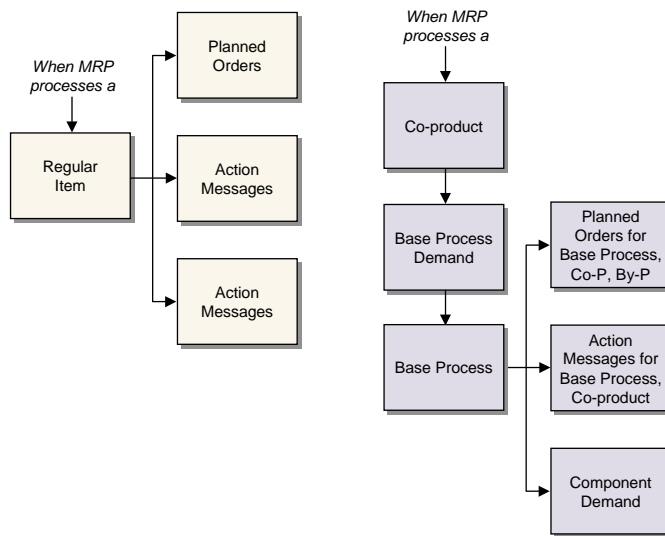 When MRP
processes a
Regular
Item
Planned
Orders
Action
Messages
Action
Messages
When MRP
processes a
Co-product
Base Process
Demand
Base Process
Planned
Orders for
Base Process,
Co-P, By-P
Action
Messages for
Base Process,
Co-product
Component
Demand